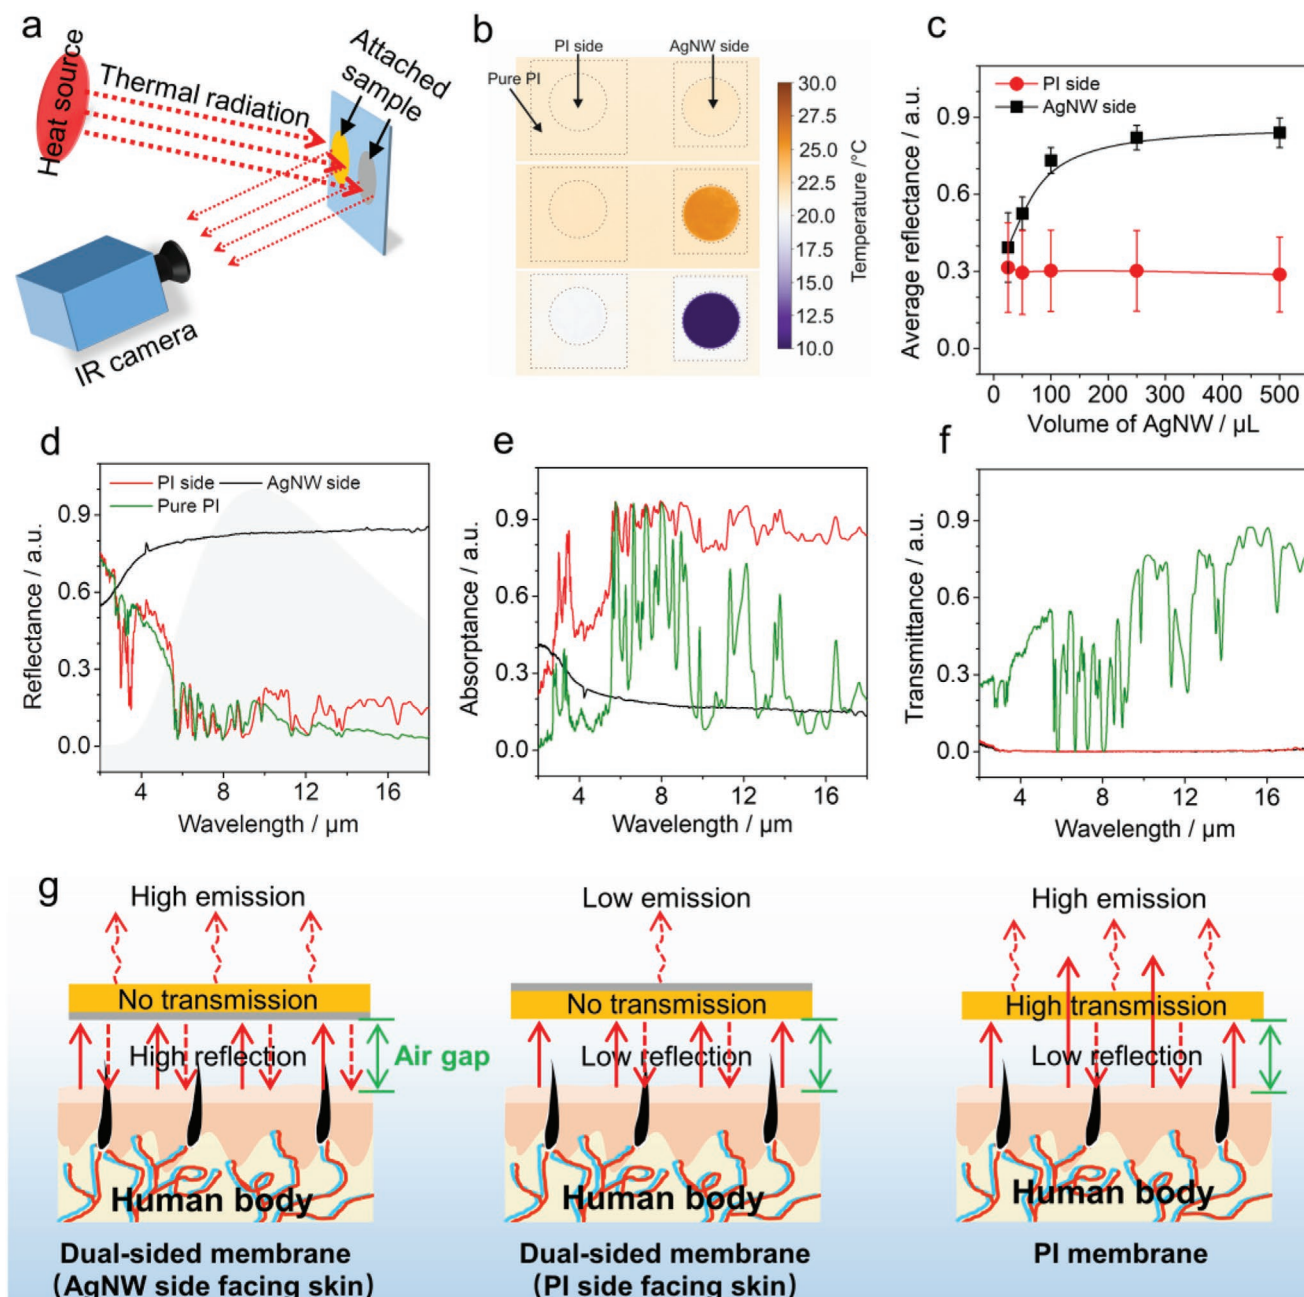 a
Heat source
Thermal radiation
Attached
sample
IR camera
b
PI side
AgNW side
Pure PI
30.0
27.5
25.0
22.5
20.0
17.5
15.0
12.5
10.0
Temperature /°C
c
PI side
AgNW side
Average reflectance / a.u.
0.9
0.6
0.3
0.0
0 100 200 300 400 500
Volume of AgNW / μL
d
PI side AgNW side
Pure PI
Reflectance / a.u.
0.9
0.6
0.3
0.0
4 8 12 16
Wavelength / μm
e
Absorptance / a.u.
0.9
0.6
0.3
0.0
4 8 12 16
Wavelength / μm
f
Transmittance / a.u.
0.9
0.6
0.3
0.0
4 8 12 16
Wavelength / μm
g
High emission
No transmission
High reflection
Air gap
Human body
Dual-sided membrane
(AgNW side facing skin)
Low emission
No transmission
Low reflection
Human body
Dual-sided membrane
(PI side facing skin)
High emission
High transmission
Low reflection
Human body
PI membrane